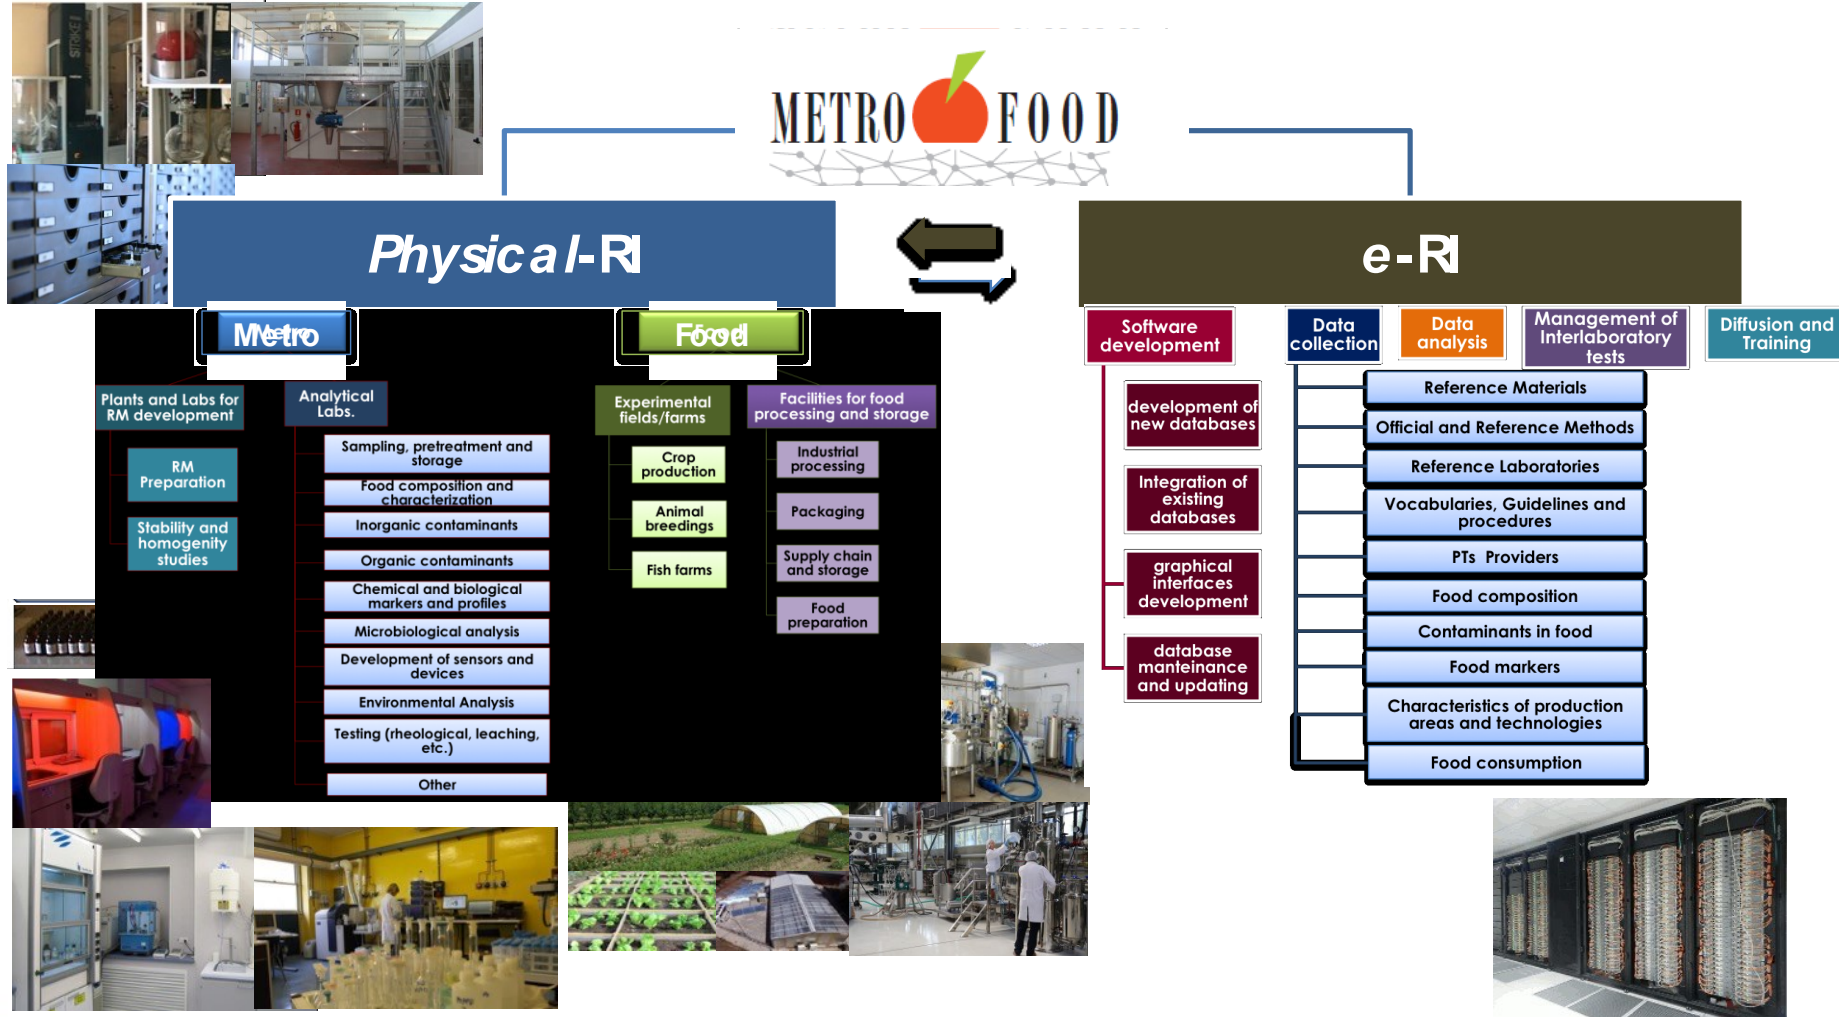 STRIKE
METRO FOOD
Physical-RI
e-RI
Metro
Food
Plants and Labs for
RM development
RM
Preparation
Stability and
homogenity
studies
Analytical
Labs.
Sampling, pretreatment and
storage
Food composition and
characterization
Inorganic contaminants
Organic contaminants
Chemical and biological
markers and profiles
Microbiological analysis
Development of sensors and
devices
Environmental Analysis
Testing (rheological, leaching,
etc.)
Other
Experimental
fields/farms
Crop
production
Animal
breedings
Fish farms
Facilities for food
processing and storage
Industrial
processing
Packaging
Supply chain
and storage
Food
preparation
Software
development
development of
new databases
Integration of
existing
databases
graphical
interfaces
development
database
manteinance
and updating
Data
collection
Reference Materials
Official and Reference Methods
Reference Laboratories
Vocabularies, Guidelines and
procedures
PTs Providers
Food composition
Contaminants in food
Food markers
Characteristics of production
areas and technologies
Food consumption
Data
analysis
Management of
Interlaboratory
tests
Diffusion and
Training